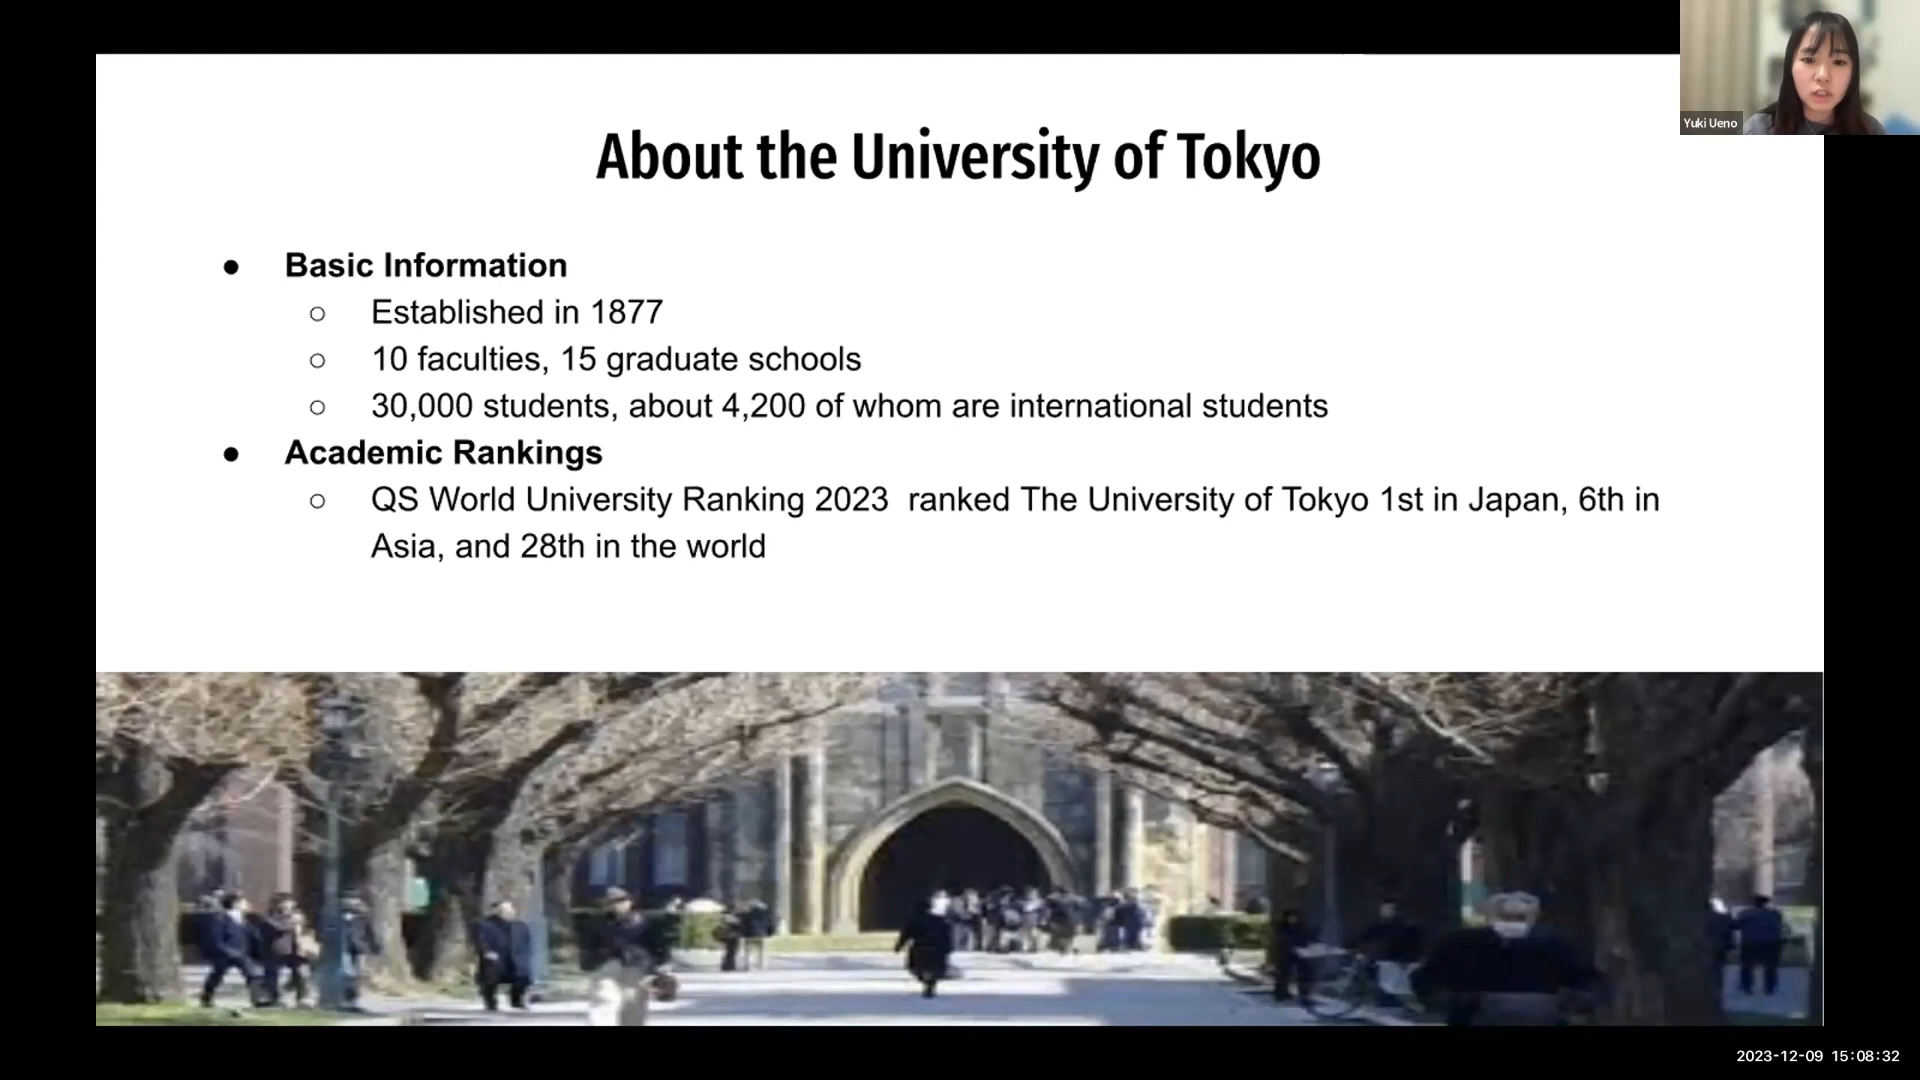 Yuki Ueno
About the University of Tokyo
● Basic Information
○ Established in 1877
○ 10 faculties, 15 graduate schools
○ 30,000 students, about 4,200 of whom are international students
● Academic Rankings
○ QS World University Ranking 2023  ranked The University of Tokyo 1st in Japan, 6th in
Asia, and 28th in the world
2023-12-09 15:08:32